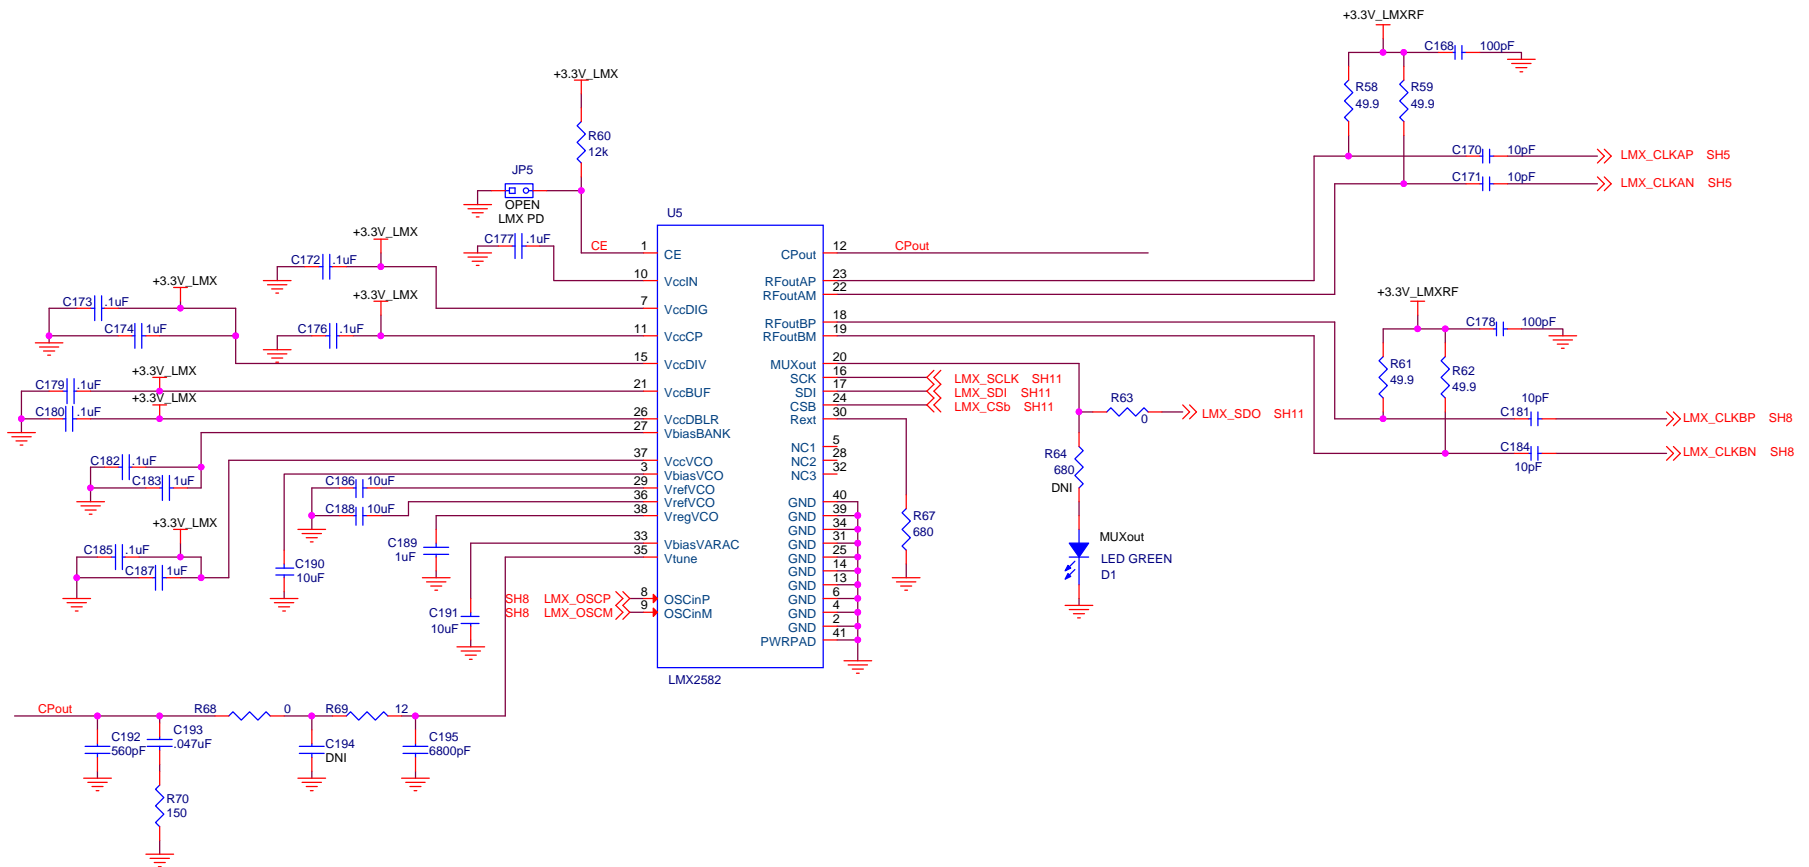 +3.3V_LMXRF
C168 100pF
R58
49.9
R59
49.9
+3.3V_LMX
R60
12k
JP5
OPEN
LMX PD
C170 10pF
LMX_CLKAP SH5
C171 10pF
LMX_CLKAN SH5
U5
+3.3V_LMX
C177 .1uF
CE
1
CE
12
CPout
CPout
C172 .1uF
10
VccIN
23
RFoutAP
22
RFoutAM
+3.3V_LMX
C173 .1uF
+3.3V_LMX
7
VccDIG
+3.3V_LMXRF
18
RFoutBP
19
RFoutBM
C178 100pF
C174 1uF
C176 .1uF
11
VccCP
15
VccDIV
20
MUXout
R61
49.9
R62
49.9
+3.3V_LMX
16
SCK
LMX_SCLK SH11
C179 .1uF
21
VccBUF
17
SDI
LMX_SDI SH11
+3.3V_LMX
24
CSB
LMX_CSb SH11
C180 .1uF
26
VccDBLR
30
Rext
R63
0
LMX_SDO SH11
10pF
C181
LMX_CLKBP SH8
27
VbiasBANK
5
NC1
C184
10pF
LMX_CLKBN SH8
C182 .1uF
37
VccVCO
28
NC2
R64
680
DNI
C183 1uF
3
VbiasVCO
32
NC3
C186 10uF
29
VrefVCO
36
VrefVCO
40
GND
C188 10uF
38
VregVCO
39
GND
+3.3V_LMX
34
GND
R67
680
C185 .1uF
C189
1uF
33
VbiasVARAC
31
GND
MUXout
LED GREEN
D1
35
Vtune
25
GND
C187 1uF
C190
10uF
14
GND
13
GND
SH8 LMX_OSCP
8
OSCinP
6
GND
SH8 LMX_OSCM
9
OSCinM
4
GND
C191
10uF
2
GND
41
PWRPAD
LMX2582
CPout
R68 0
R69 12
C192
560pF
C193
.047uF
C194
DNI
C195
6800pF
R70
150